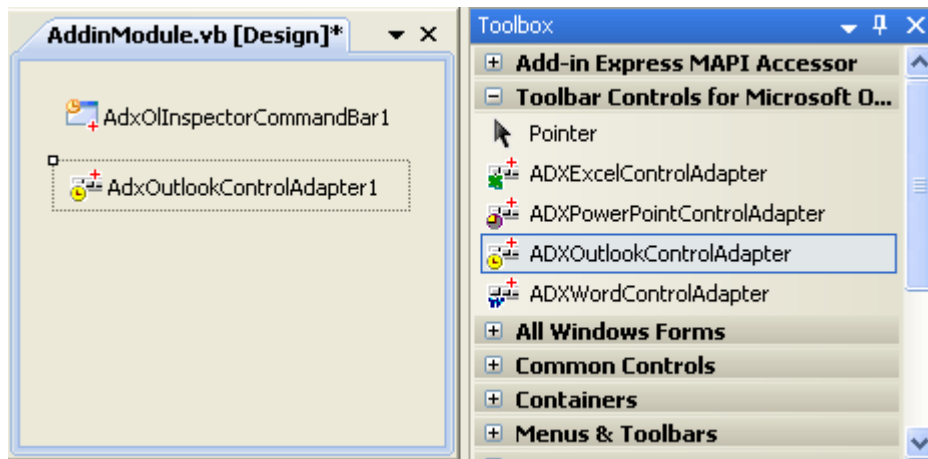 AddinModule.vb [Design]*
AdxOlInspectorCommandBar1
AdxOutlookControlAdapter1
Toolbox
Add-in Express MAPI Accessor
Toolbar Controls for Microsoft O...
Pointer
ADXExcelControlAdapter
ADXPowerPointControlAdapter
ADXOutlookControlAdapter
ADXWordControlAdapter
All Windows Forms
Common Controls
Containers
Menus & Toolbars